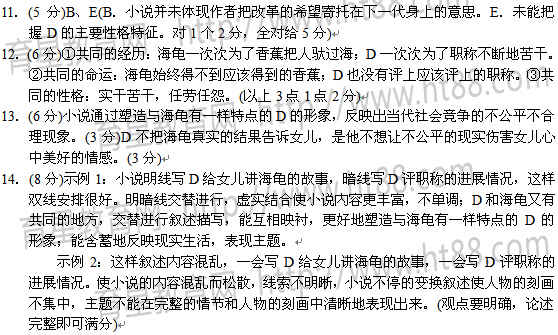 11. (5 分)B、E(B. 小说并未体现作者把改革的希望寄托在下一代身上的意思。E. 未能把
握 D 的主要性格特征。对 1 个 2 分，全对给 5 分)
12. (6 分)①共同的经历：海龟一次次为了香蕉把人驮过海；D 一次次为了职称不断地苦干。
②共同的命运：海龟始终得不到应该得到的香蕉，D 也没有评上应该评上的职称。③共
同的性格：实干苦干，任劳任怨。(以上 3 点 1 点 2 分)
13. (6 分)小说通过塑造与海龟有一样特点的 D 的形象，反映出当代社会竞争的不公平不合
理现象。(3 分)D 不把海龟真实的结果告诉女儿，是他不想让不公平的现实伤害女儿心
中美好的情感。(3 分)
14. (8 分)示例 1：小说明线写 D 给女儿讲海龟的故事，暗线写 D 评职称的进展情况，这样
双线安排很好。明暗线交替进行，虚实结合使小说内容更丰富，不单调，D 和海龟又有
共同的地方，交替进行叙述描写，能互相映衬，更好地塑造与海龟有一样特点的 D 的
形象；能含蓄地反映现实生活，表现主题。
示例 2：这样叙述内容混乱，一会写 D 给女儿讲海龟的故事，一会写 D 评职称的
进展情况。使小说的内容混乱而松散，线索不明晰，小说不停的变换叙述使人物的刻画
不集中，主题不能在完整的情节和人物的刻画中清晰地表现出来。(观点要明确，论述
完整即可满分)